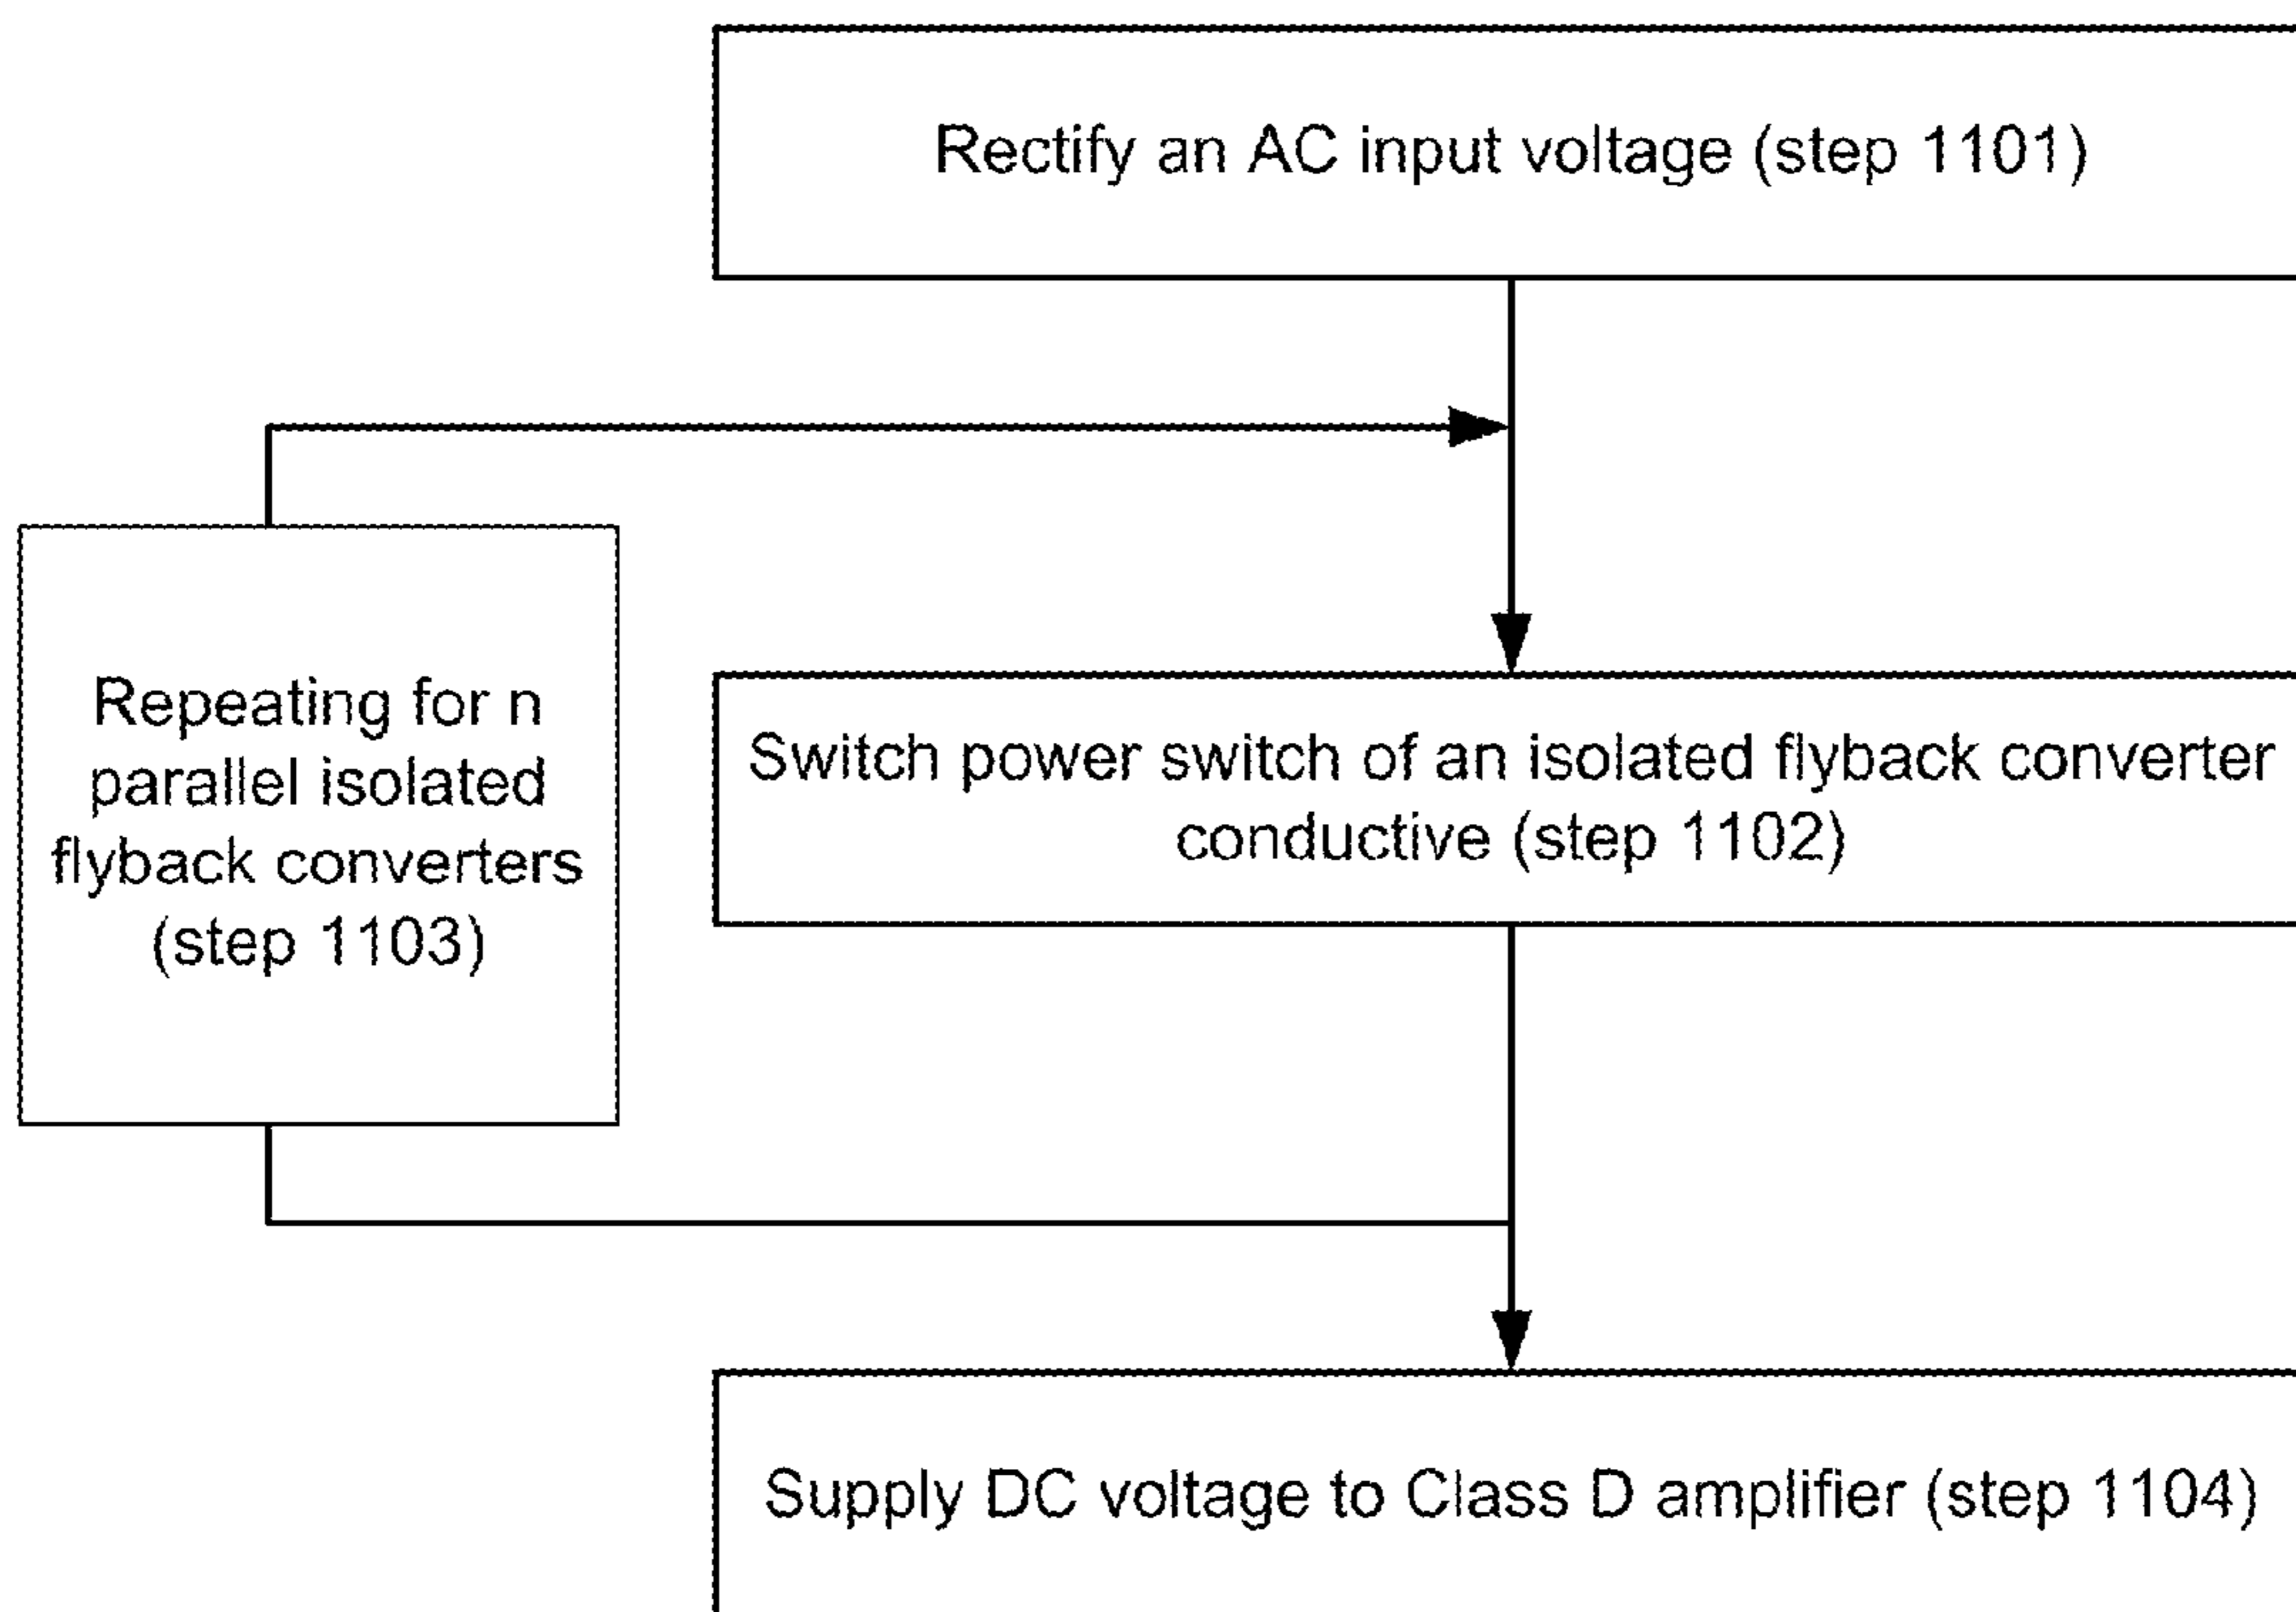 Rectify an AC input voltage (step 1101)
Repeating for n
parallel isolated
flyback converters
(step 1103)
Switch power switch of an isolated flyback converter
conductive (step 1102)
Supply DC voltage to Class D amplifier (step 1104)